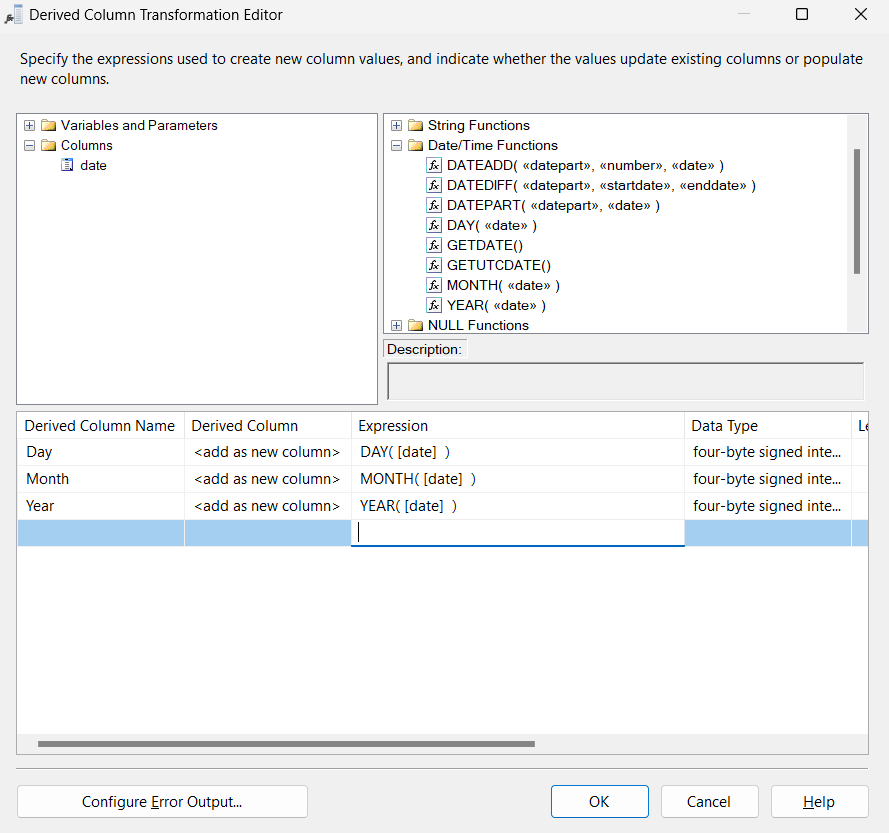 Derived Column Transformation Editor
Specify the expressions used to create new column values, and indicate whether the values update existing columns or populate
new columns.
Variables and Parameters
Columns
date
String Functions
Date/Time Functions
DATEADD( «datepart», «number», «date» )
DATEDIFF( «datepart», «startdate», «enddate» )
DATEPART( «datepart», «date» )
DAY( «date» )
GETDATE()
GETUTCDATE()
MONTH( «date» )
YEAR( «date» )
NULL Functions
Description:
Derived Column Name Derived Column Expression Data Type Le
Day <add as new column> DAY( [date] ) four-byte signed inte...
Month <add as new column> MONTH( [date] ) four-byte signed inte...
Year <add as new column> YEAR( [date] ) four-byte signed inte...
Configure Error Output... OK Cancel Help